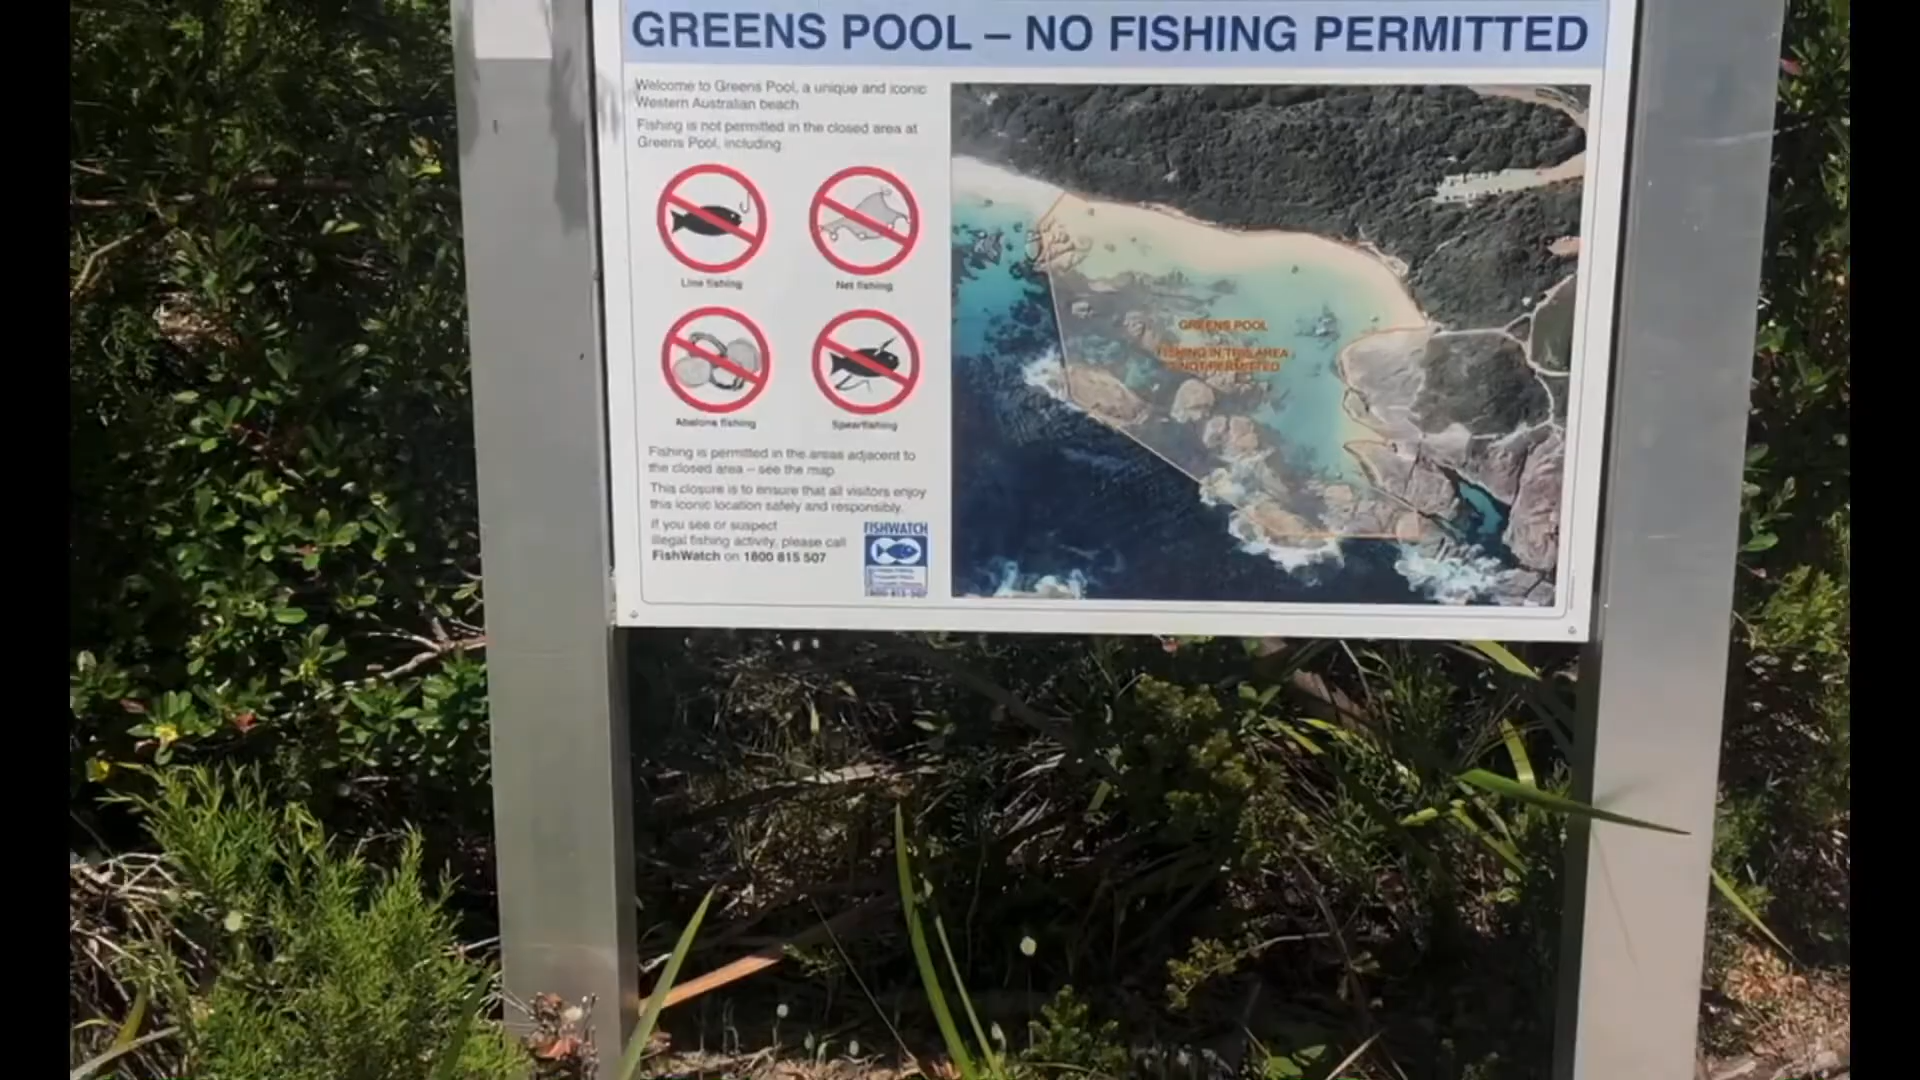 GREENS POOL – NO FISHING PERMITTED
Welcome to Greens Pool, a unique and iconic
Western Australian beach
Fishing is not permitted in the closed area at
Greens Pool, including
Line fishing
Net fishing
Abalone fishing
Spearfishing
Fishing is permitted in the areas adjacent to
the closed area – see the map
This closure is to ensure that all visitors enjoy
this iconic location safely and responsibly.
If you see or suspect
illegal fishing activity, please call
FishWatch on 1800 815 507
FISHWATCH
1800 815 507
GREENS POOL
FISHING IN THIS AREA
IS NOT PERMITTED